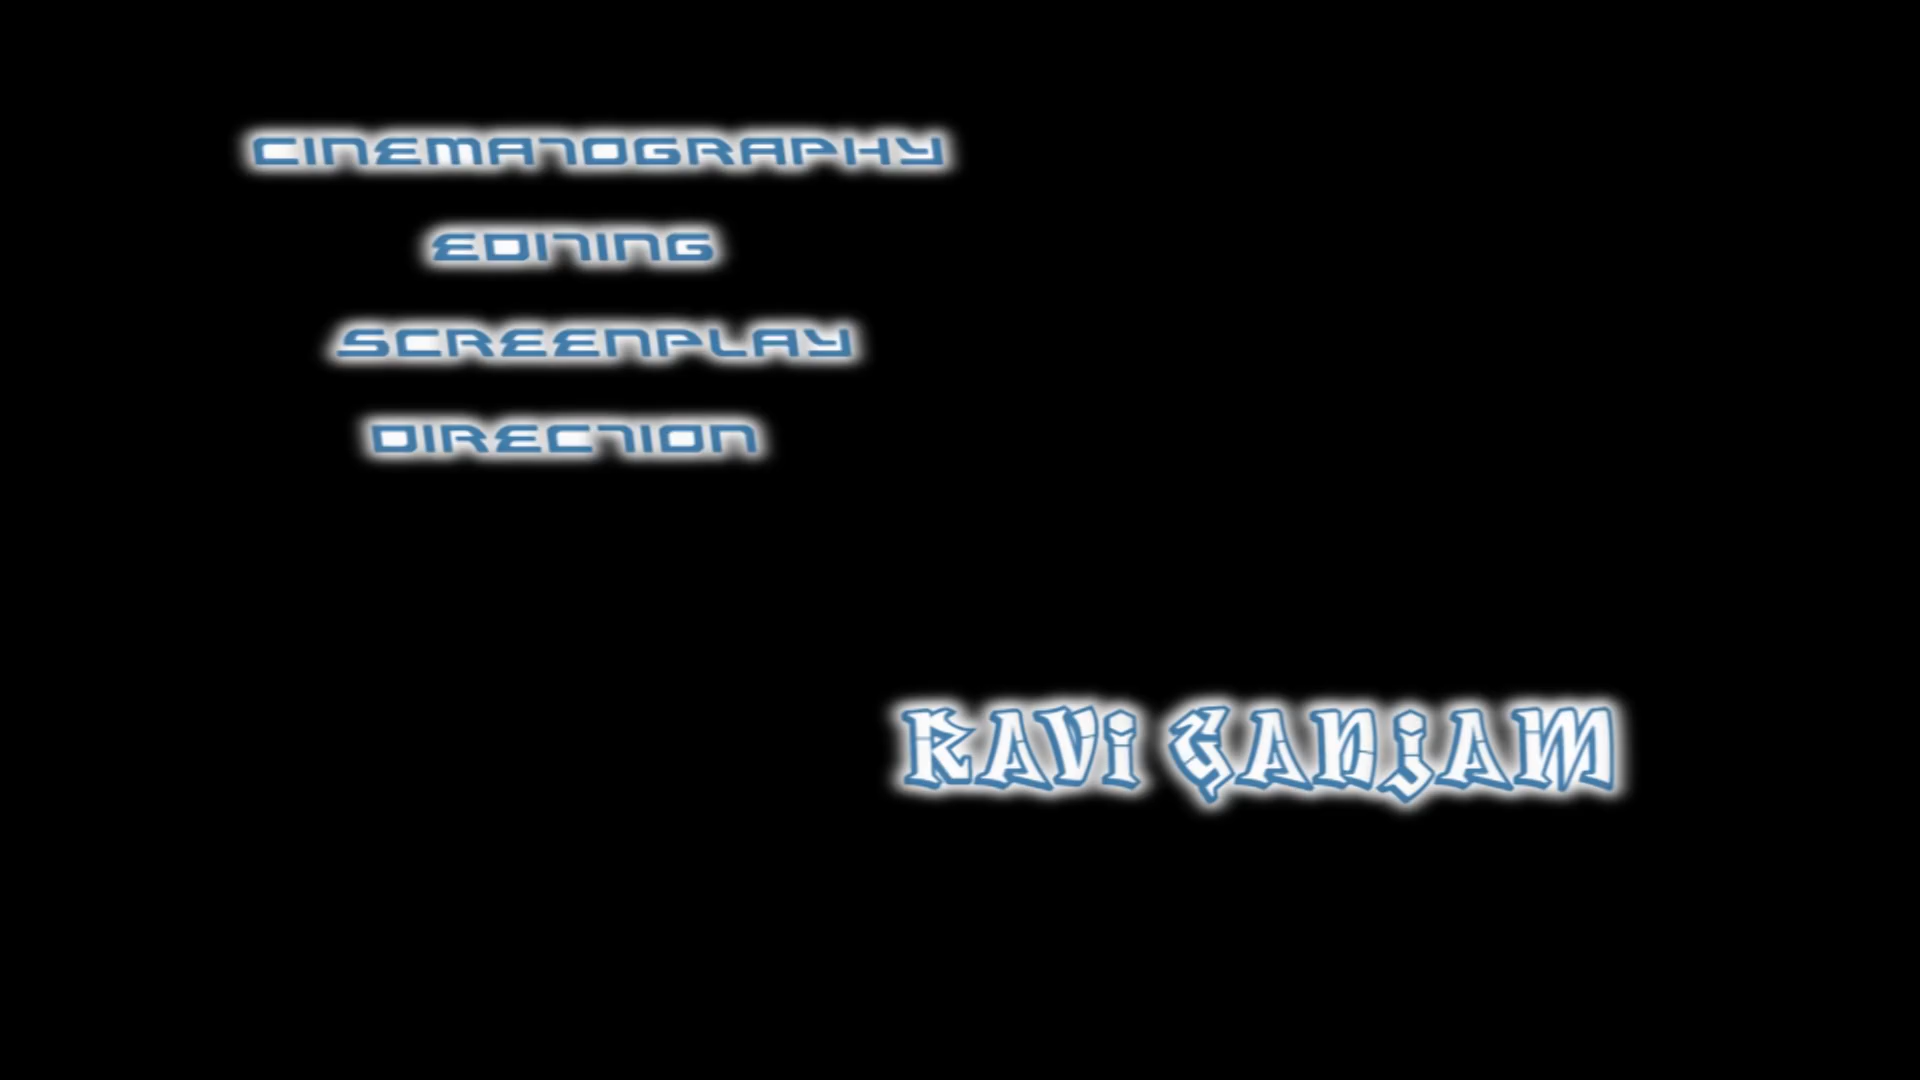 CINEMATOGRAPHY
EDITING
SCREENPLAY
DIRECTION
RAVi GANJAM